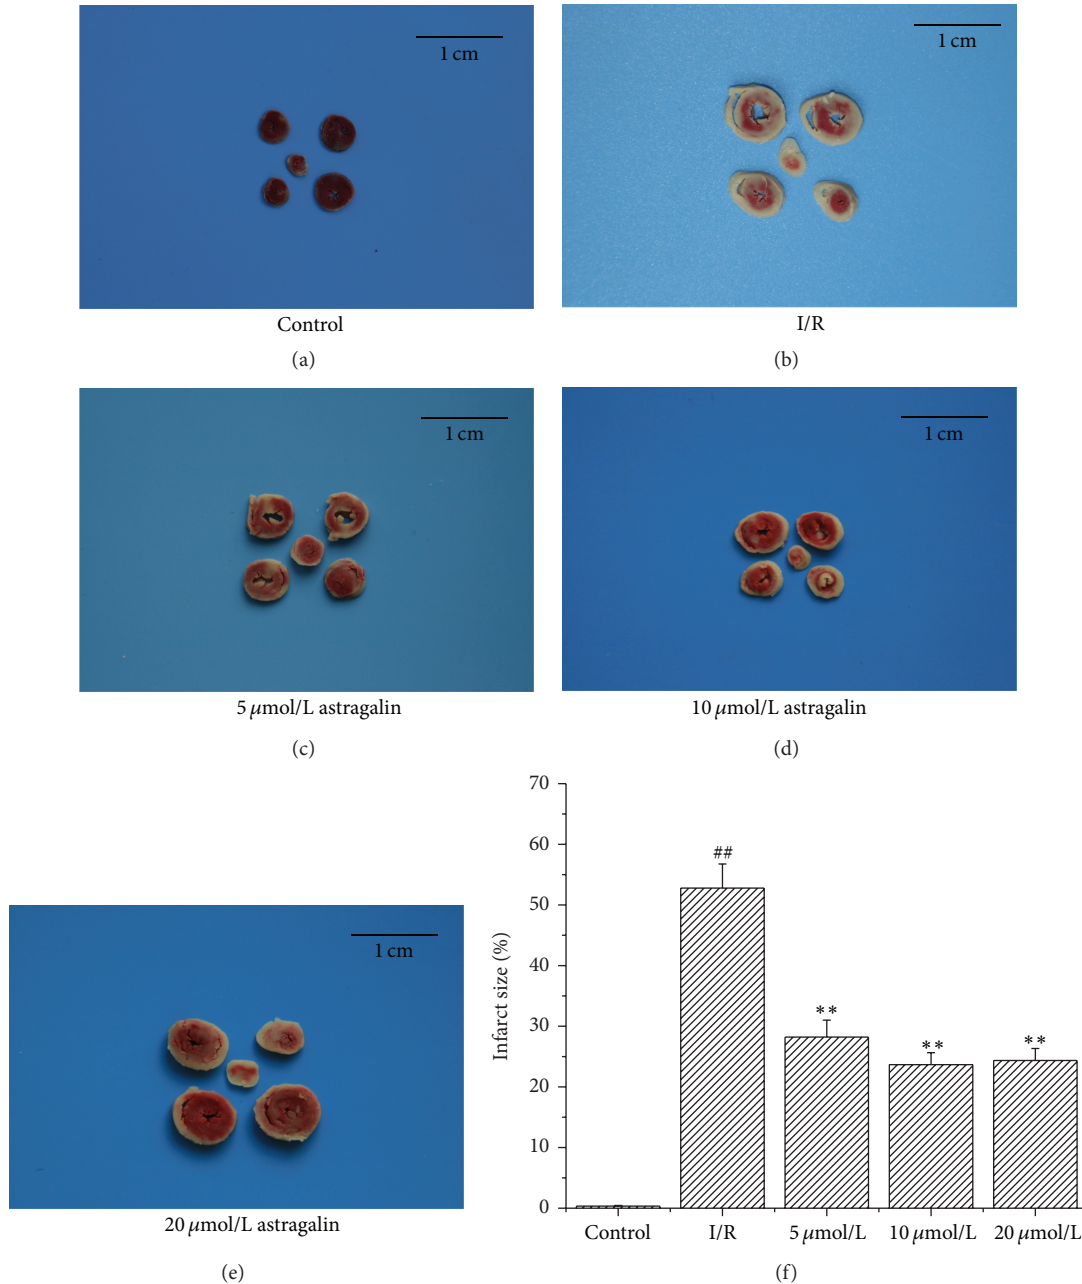 1 cm
1 cm
Control
I/R
(a)
(b)
1 cm
1 cm
5 μmol/L astragalin
10 μmol/L astragalin
(c)
(d)
1 cm
20 μmol/L astragalin
(e)
70
60
50
40
30
20
10
0
Infarct size (%)
##
**
**
**
Control
I/R
5 μmol/L
10 μmol/L
20 μmol/L
(f)